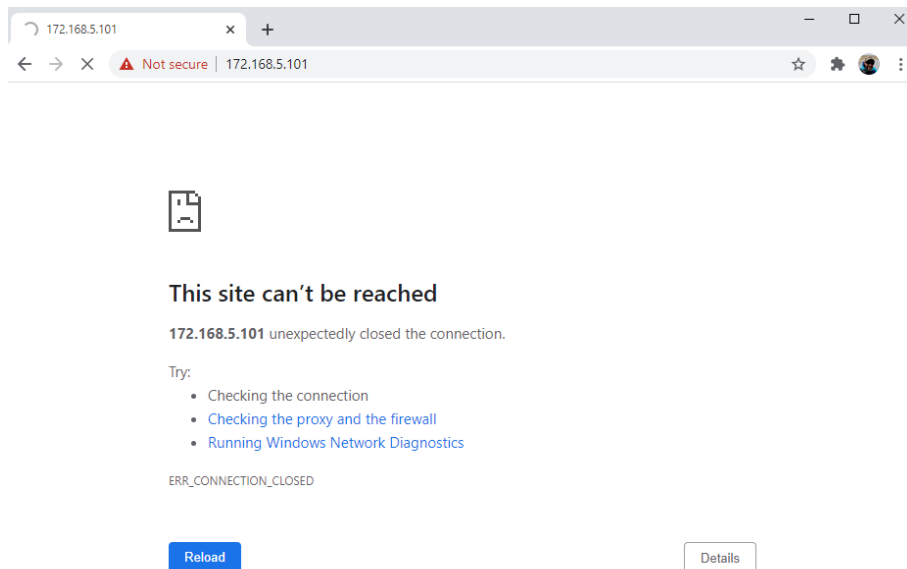 172.168.5.101
Not secure 172.168.5.101
This site can’t be reached
172.168.5.101 unexpectedly closed the connection.
Try:
Checking the connection
Checking the proxy and the firewall
Running Windows Network Diagnostics
ERR_CONNECTION_CLOSED
Reload Details